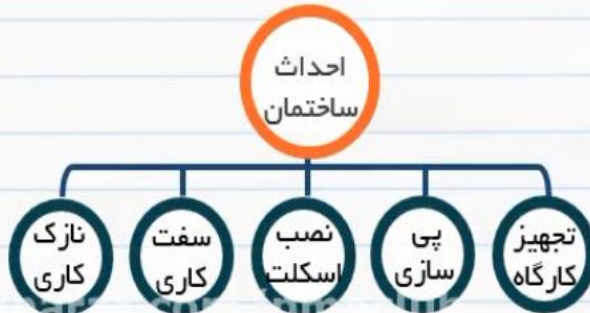 احداث
ساختمان
تجهیز
کارگاه
پی
سازی
نصب
اسکلت
سفت
کاری
نازک
کاری